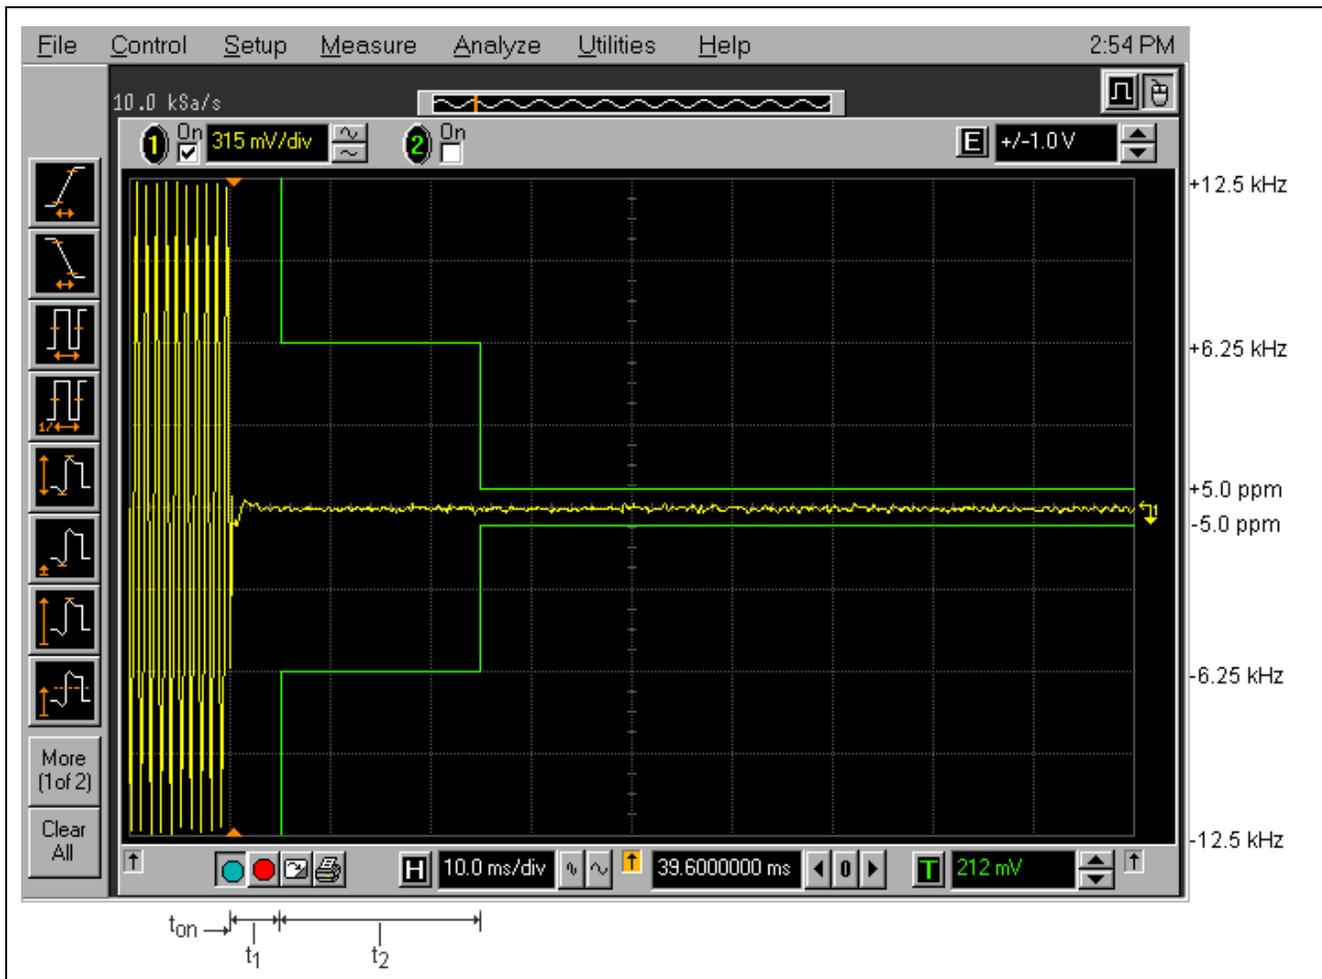 File Control Setup Measure Analyze Utilities Help 2:54 PM
10.0 kSa/s
1 On 315 mV/div 2 On E +/-1.0 V
+12.5 kHz
+6.25 kHz
1/
+5.0 ppm
-5.0 ppm
1
-6.25 kHz
More
(1of 2)
Clear
All
-12.5 kHz
H 10.0 ms/div 39.6000000 ms 0 T 212 mV
ton
t1 t2